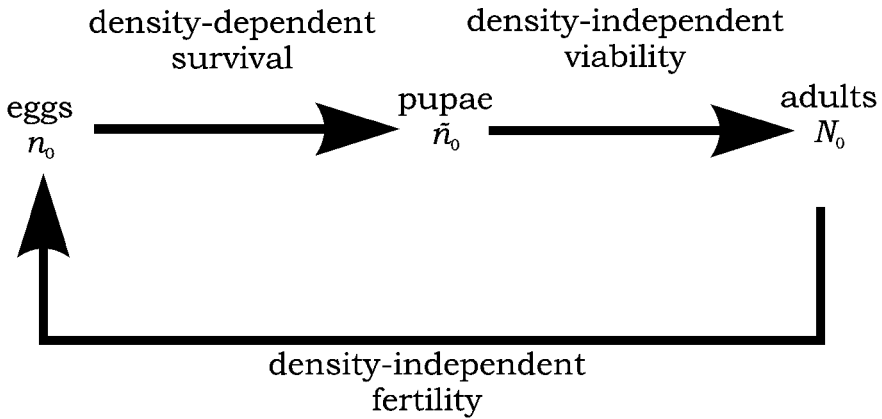 density-dependent
survival
density-independent
viability
eggs
n₀
pupae
ñ₀
adults
N₀
density-independent
fertility